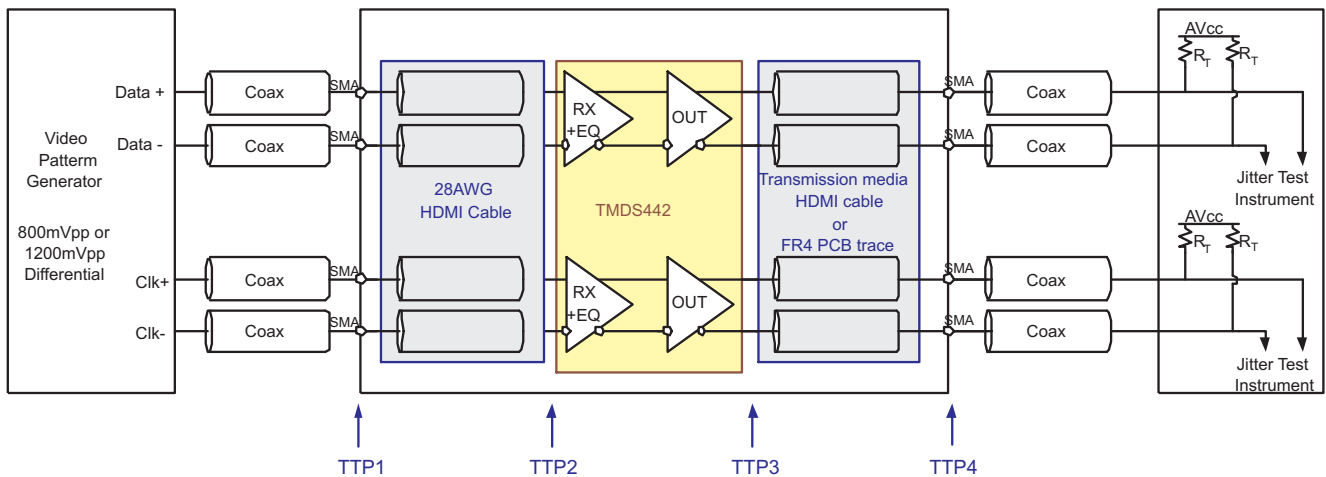 Data +
Data -
Video
Patterm
Generator
800mVpp or
1200mVpp
Differential
Clk+
Clk-
Coax
SMA
Coax
SMA
Coax
SMA
Coax
SMA
28AWG
HDMI Cable
RX
+EQ
OUT
TMDS442
RX
+EQ
OUT
Transmission media
HDMI cable
or
FR4 PCB trace
SMA
Coax
SMA
Coax
SMA
Coax
SMA
Coax
AVcc
RT
RT
Jitter Test
Instrument
AVcc
RT
RT
Jitter Test
Instrument
TTP1
TTP2
TTP3
TTP4